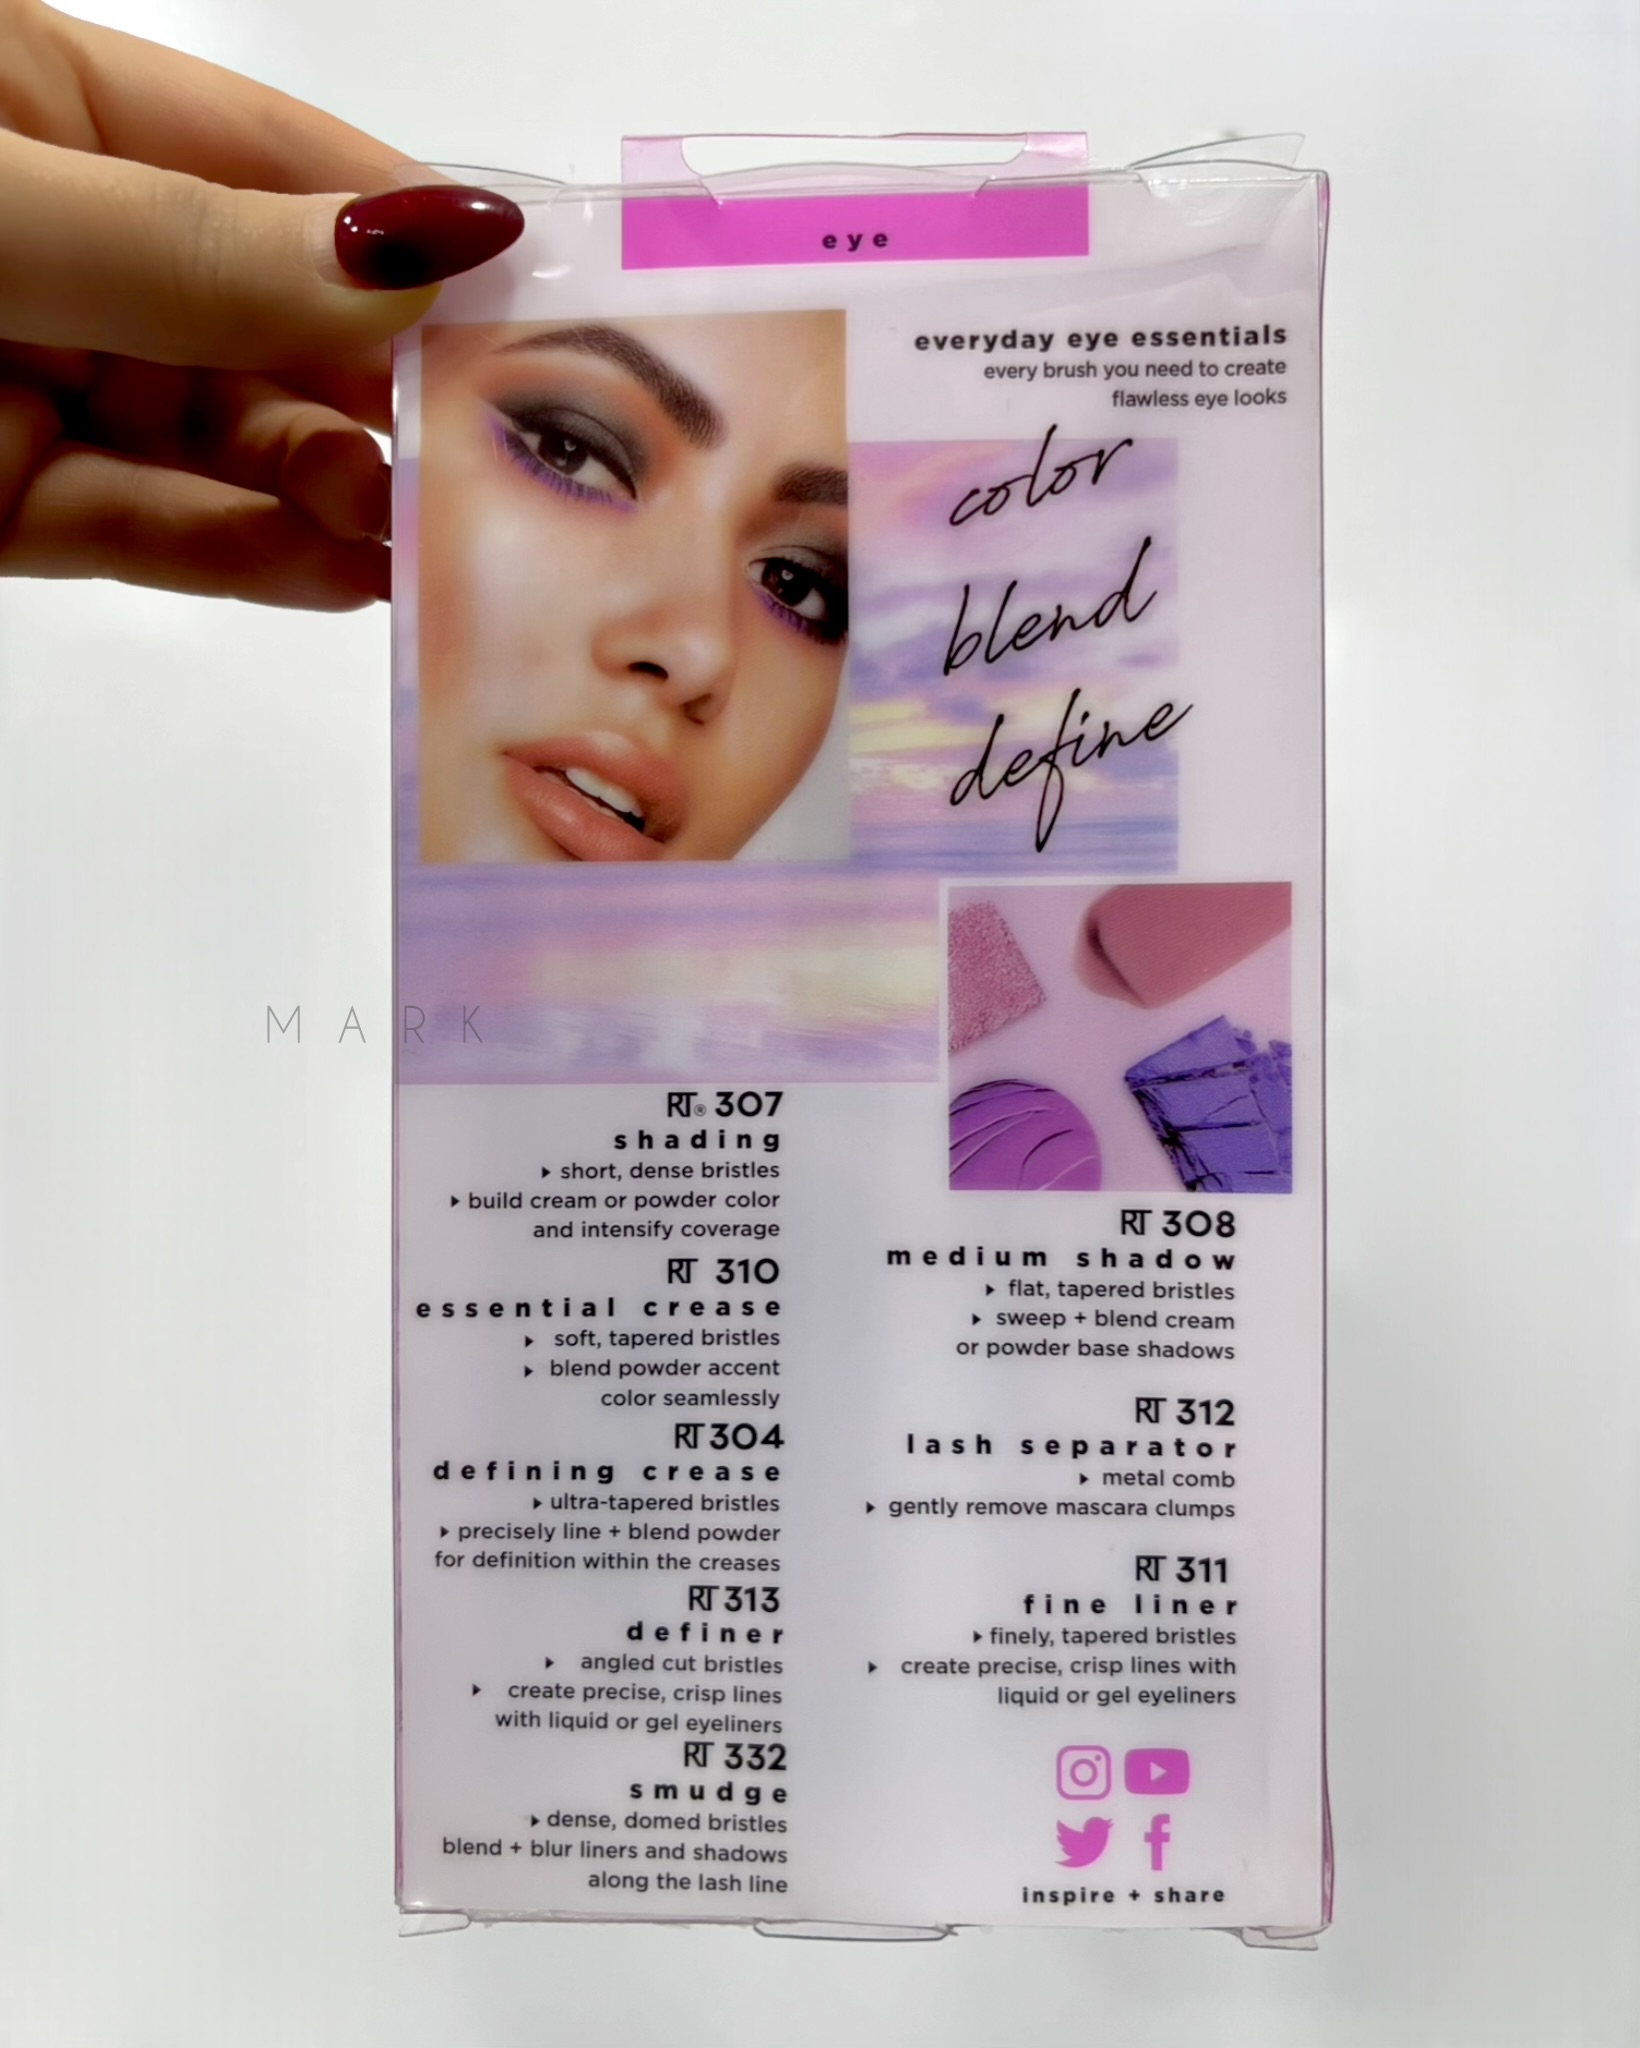 eye
everyday eye essentials
every brush you need to create
flawless eye looks
color
blend
define
MARK
RT® 307
shading
▸ short, dense bristles
▸ build cream or powder color
and intensify coverage
RT 310
essential crease
▸ soft, tapered bristles
▸ blend powder accent
color seamlessly
RT 304
defining crease
▸ ultra-tapered bristles
▸ precisely line + blend powder
for definition within the creases
RT 313
definer
▸ angled cut bristles
▸ create precise, crisp lines
with liquid or gel eyeliners
RT 332
smudge
▸ dense, domed bristles
blend + blur liners and shadows
along the lash line
RT 308
medium shadow
▸ flat, tapered bristles
▸ sweep + blend cream
or powder base shadows
RT 312
lash separator
▸ metal comb
▸ gently remove mascara clumps
RT 311
fine liner
▸ finely, tapered bristles
▸ create precise, crisp lines with
liquid or gel eyeliners
inspire + share